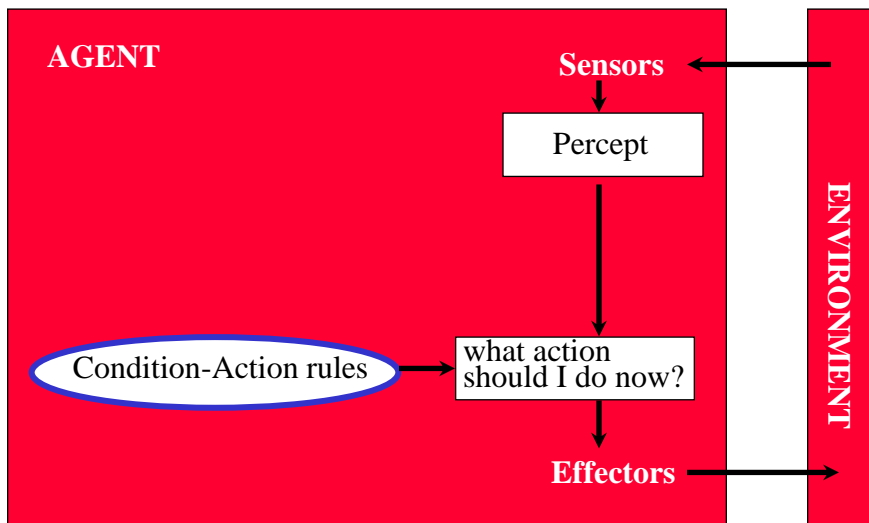 AGENT
Sensors
Percept
ENVIRONMENT
Condition-Action rules
what action
should I do now?
Effectors